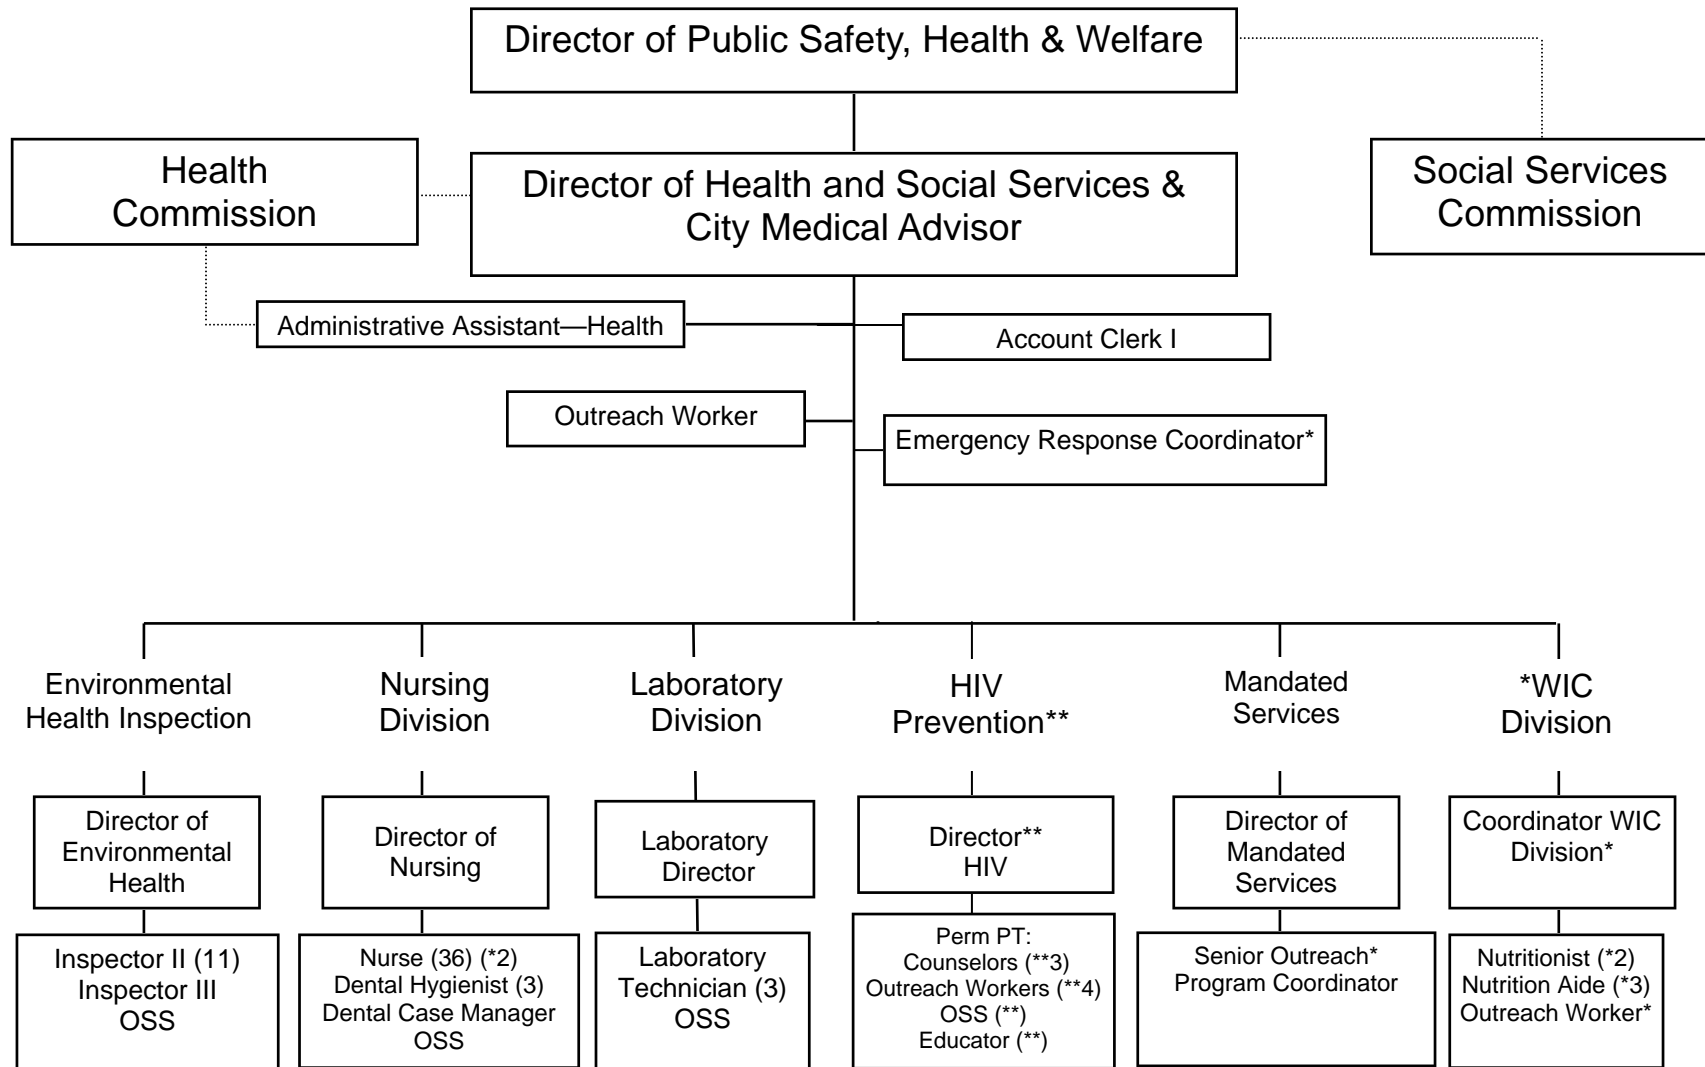 Director of Public Safety, Health & Welfare
Health
Commission
Director of Health and Social Services &
City Medical Advisor
Social Services
Commission
Administrative Assistant—Health
Account Clerk I
Outreach Worker
Emergency Response Coordinator*
Environmental
Health Inspection
Nursing
Division
Laboratory
Division
HIV
Prevention**
Mandated
Services
*WIC
Division
Director of
Environmental
Health
Director of
Nursing
Laboratory
Director
Director**
HIV
Director of
Mandated
Services
Coordinator WIC
Division*
Inspector II (11)
Inspector III
OSS
Nurse (36) (*2)
Dental Hygienist (3)
Dental Case Manager
OSS
Laboratory
Technician (3)
OSS
Perm PT:
Counselors (**3)
Outreach Workers (**4)
OSS (**)
Educator (**)
Senior Outreach*
Program Coordinator
Nutritionist (*2)
Nutrition Aide (*3)
Outreach Worker*